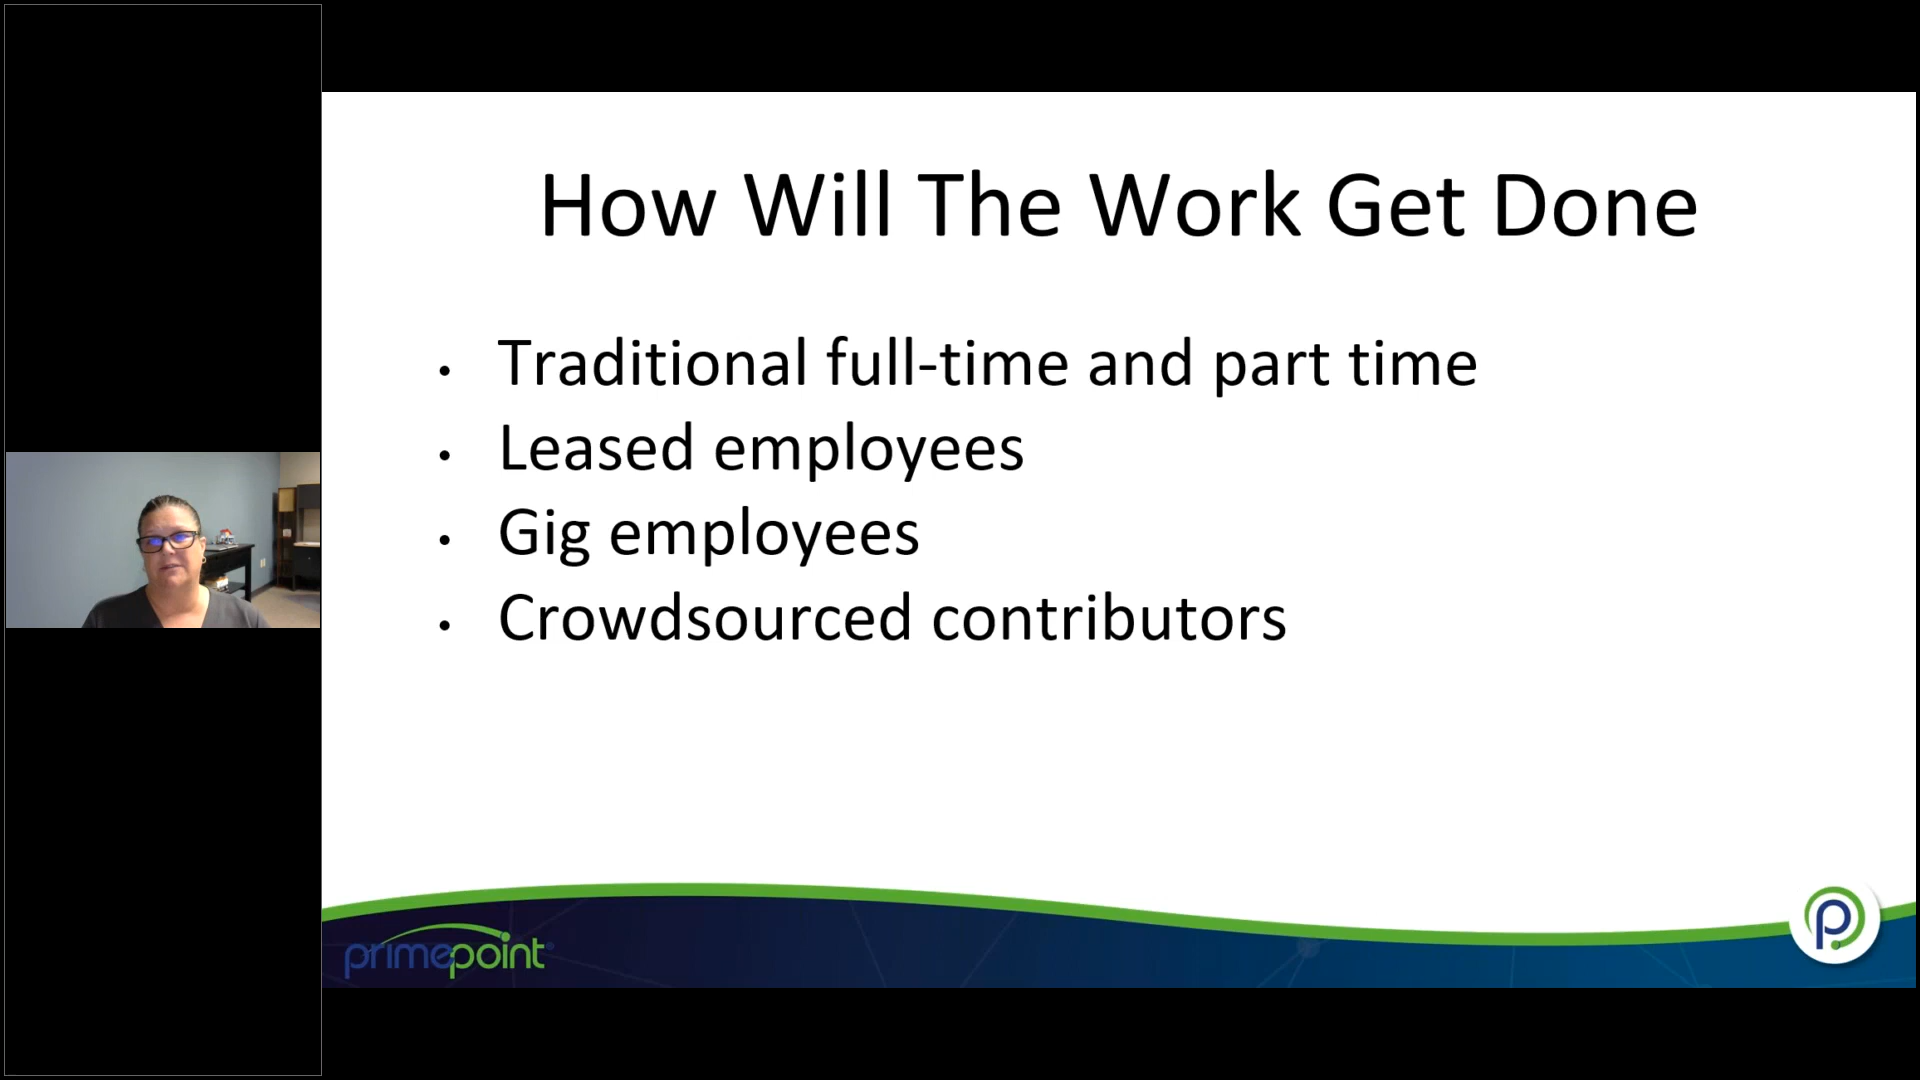 How Will The Work Get Done
• Traditional full-time and part time
• Leased employees
• Gig employees
• Crowdsourced contributors
primepoint®
p